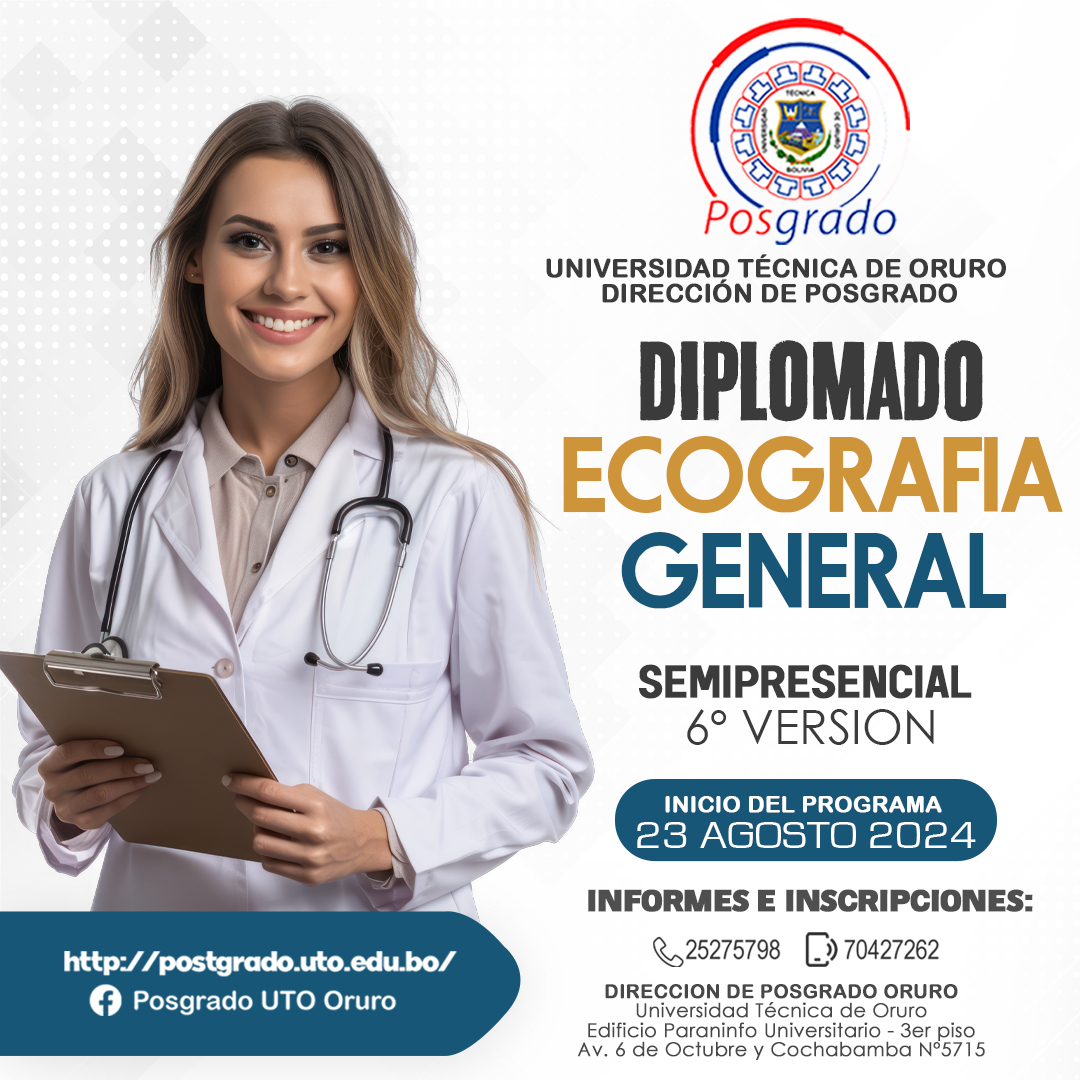 UNIVERSIDAD
TÉCNICA
DE ORURO
BOLIVIA
Posgrado
UNIVERSIDAD TÉCNICA DE ORURO
DIRECCIÓN DE POSGRADO
DIPLOMADO
ECOGRAFIA
GENERAL
SEMIPRESENCIAL
6° VERSION
INICIO DEL PROGRAMA
23 AGOSTO 2024
INFORMES E INSCRIPCIONES:
25275798 70427262
DIRECCION DE POSGRADO ORURO
Universidad Técnica de Oruro
Edificio Paraninfo Universitario - 3er piso
Av. 6 de Octubre y Cochabamba N°5715
http://postgrado.uto.edu.bo/
Posgrado UTO Oruro